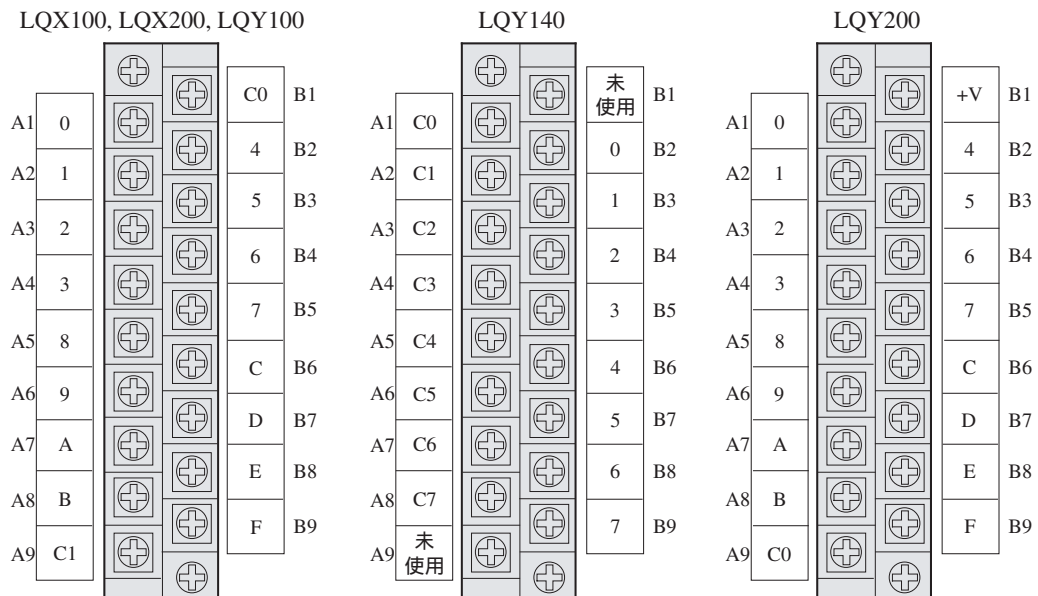 LQX100, LQX200, LQY100
C0 B1
A1 0
4 B2
A2 1
5 B3
A3 2
6 B4
A4 3
7 B5
A5 8
C B6
A6 9
D B7
A7 A
E B8
A8 B
F B9
A9 C1
LQY140
未
使用 B1
A1 C0
0 B2
A2 C1
1 B3
A3 C2
2 B4
A4 C3
3 B5
A5 C4
4 B6
A6 C5
5 B7
A7 C6
6 B8
A8 C7
7 B9
A9 未
使用
LQY200
+V B1
A1 0
4 B2
A2 1
5 B3
A3 2
6 B4
A4 3
7 B5
A5 8
C B6
A6 9
D B7
A7 A
E B8
A8 B
F B9
A9 C0